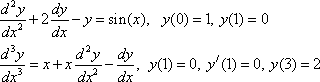 d²y/dx² + 2 dy/dx − y = sin(x), y(0) = 1, y(1) = 0
d³y/dx³ = x + x d²y/dx² − dy/dx, y(1) = 0, y′(1) = 0, y(3) = 2